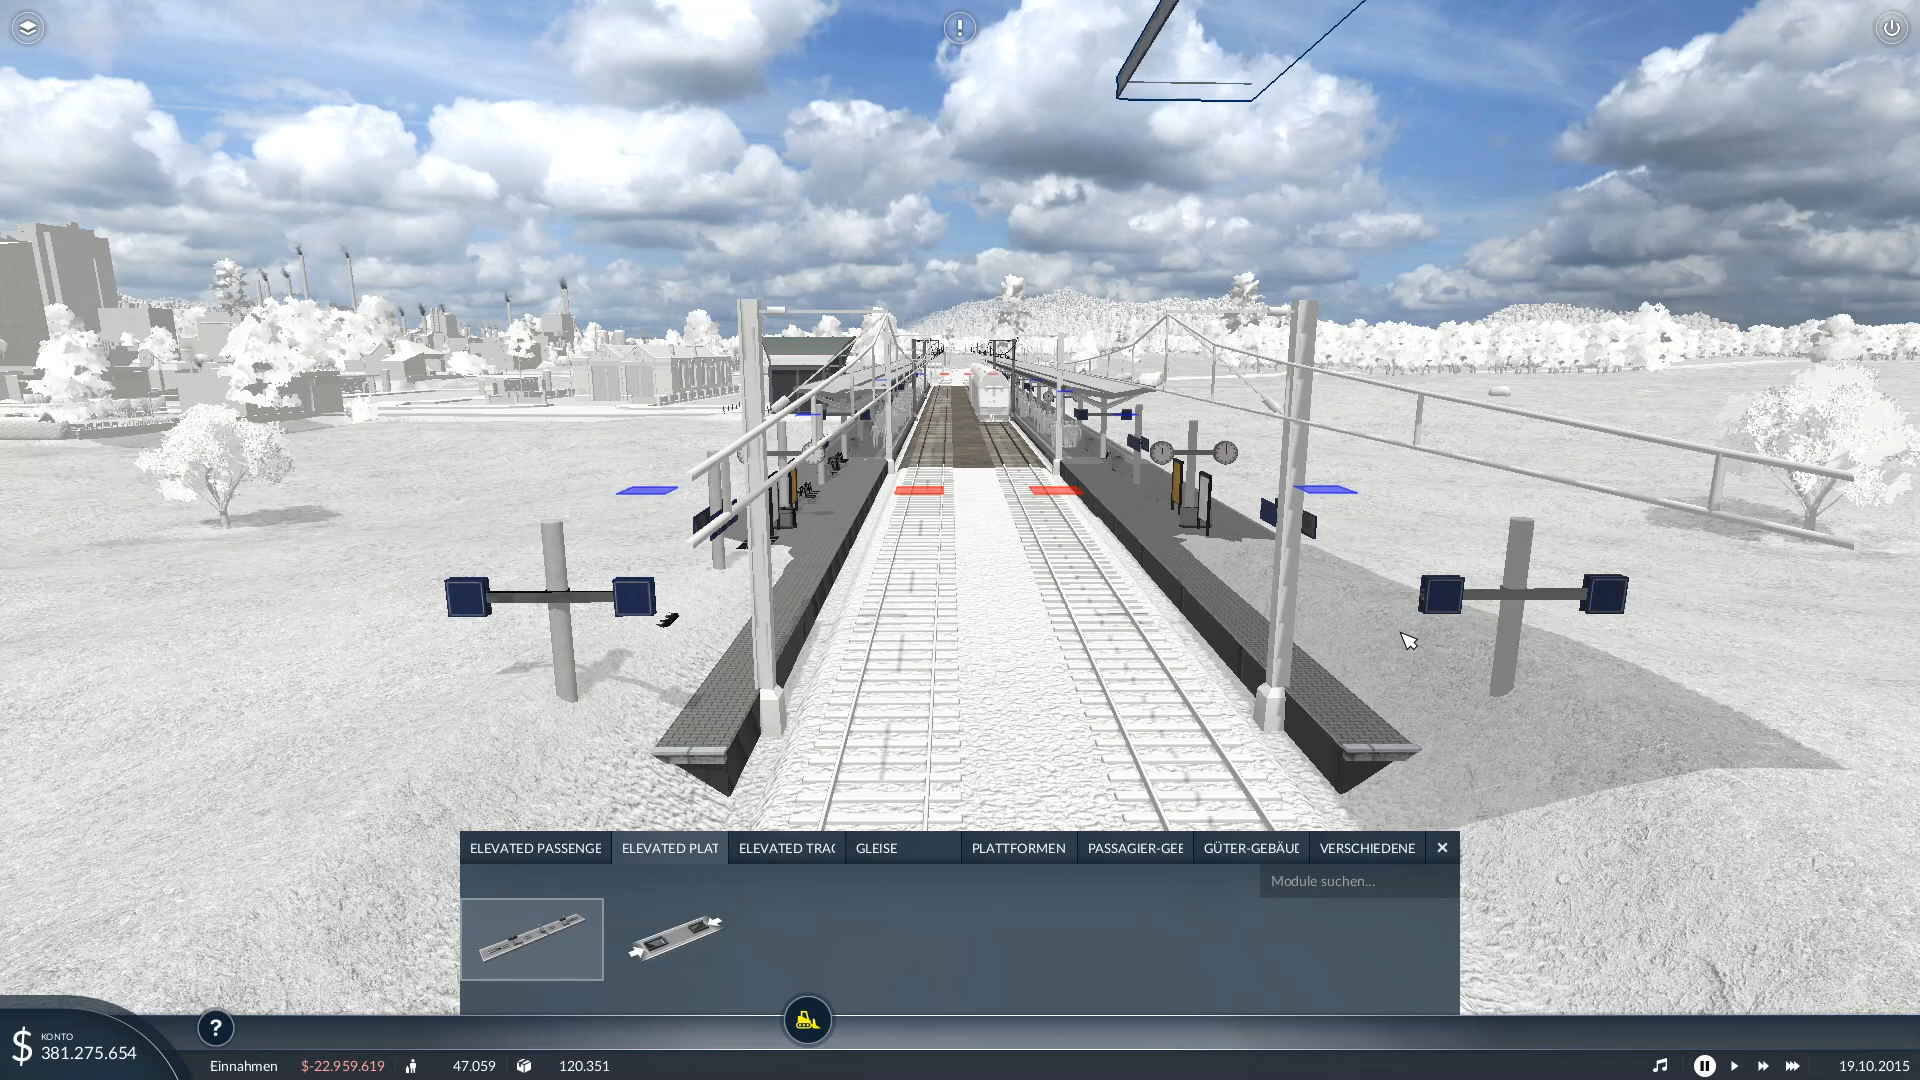 ELEVATED PASSENGE
ELEVATED PLAT
ELEVATED TRAC
GLEISE
PLATTFORMEN
PASSAGIER-GEE
GÜTER-GEBÄUD
VERSCHIEDENE
Module suchen...
?
$ KONTO
381.275.654
Einnahmen $-22.959.619 47.059 120.351 19.10.2015